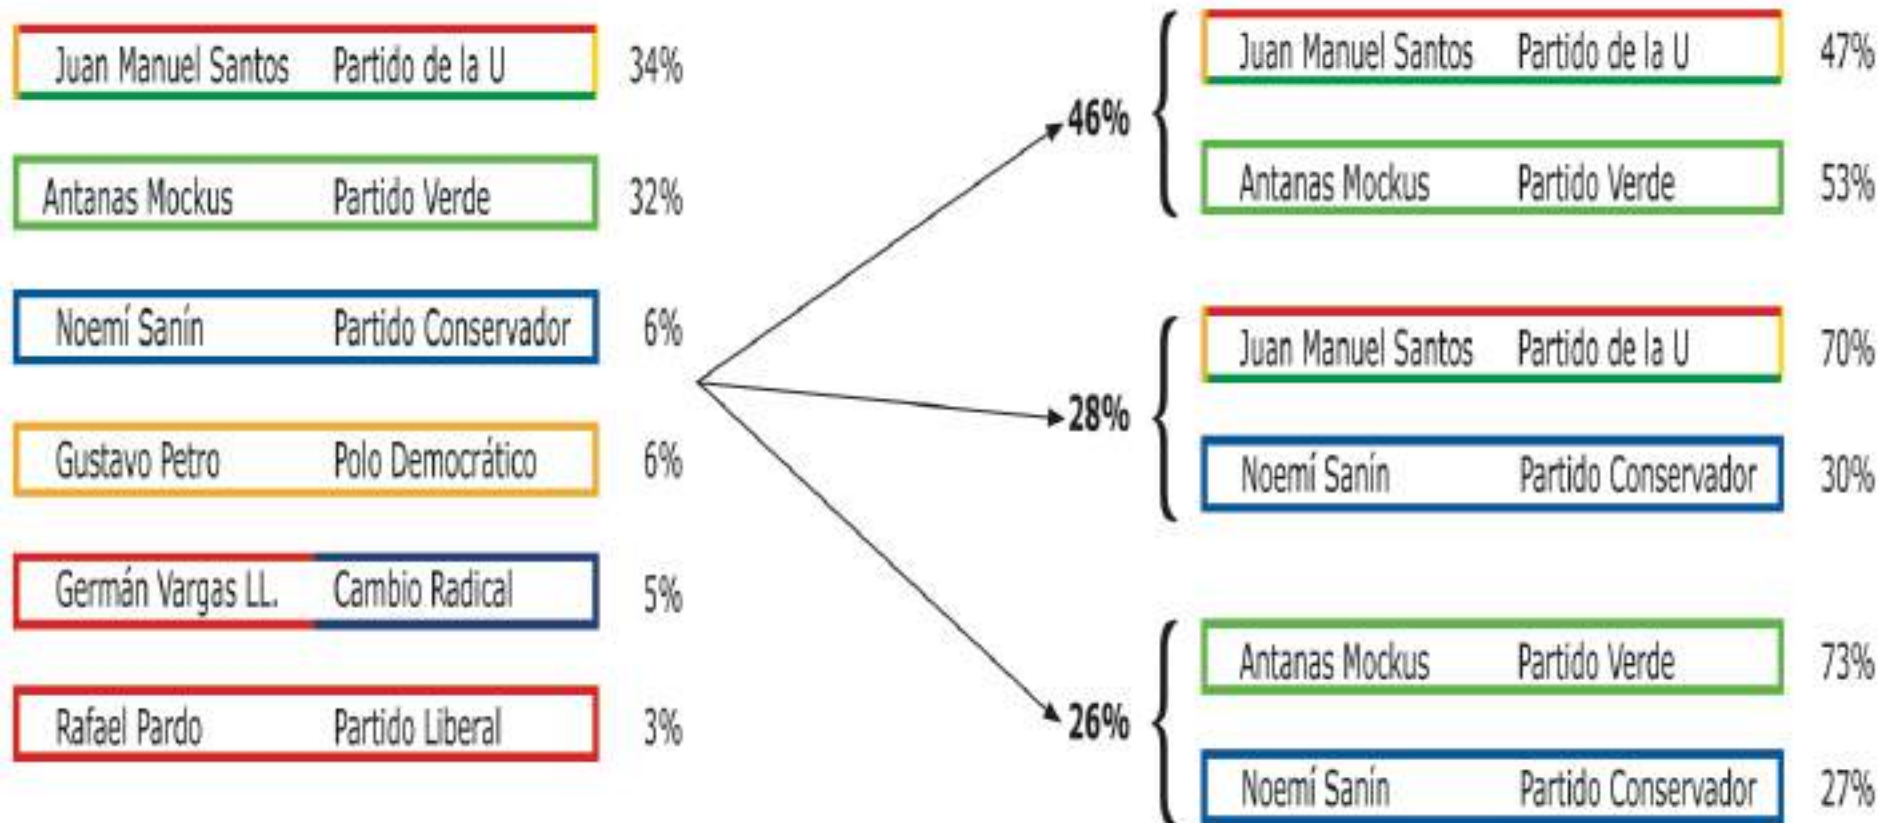 Juan Manuel Santos Partido de la U 34%
Antanas Mockus Partido Verde 32%
Noemí Sanín Partido Conservador 6%
Gustavo Petro Polo Democrático 6%
Germán Vargas LL. Cambio Radical 5%
Rafael Pardo Partido Liberal 3%
46%
Juan Manuel Santos Partido de la U 47%
Antanas Mockus Partido Verde 53%
28%
Juan Manuel Santos Partido de la U 70%
Noemí Sanín Partido Conservador 30%
26%
Antanas Mockus Partido Verde 73%
Noemí Sanín Partido Conservador 27%